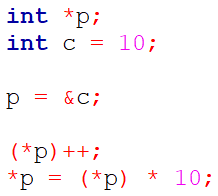 int *p;
int c = 10;

p = &c;

(*p)++;
*p = (*p) * 10;